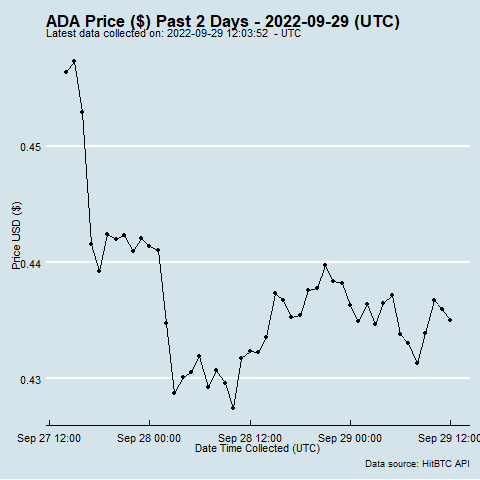 ADA Price ($) Past 2 Days - 2022-09-29 (UTC)
Latest data collected on: 2022-09-29 12:03:52 - UTC
0.45
0.44
0.43
Price USD ($)
Sep 27 12:00 Sep 28 00:00 Sep 28 12:00 Sep 29 00:00 Sep 29 12:00
Date Time Collected (UTC)
Data source: HitBTC API